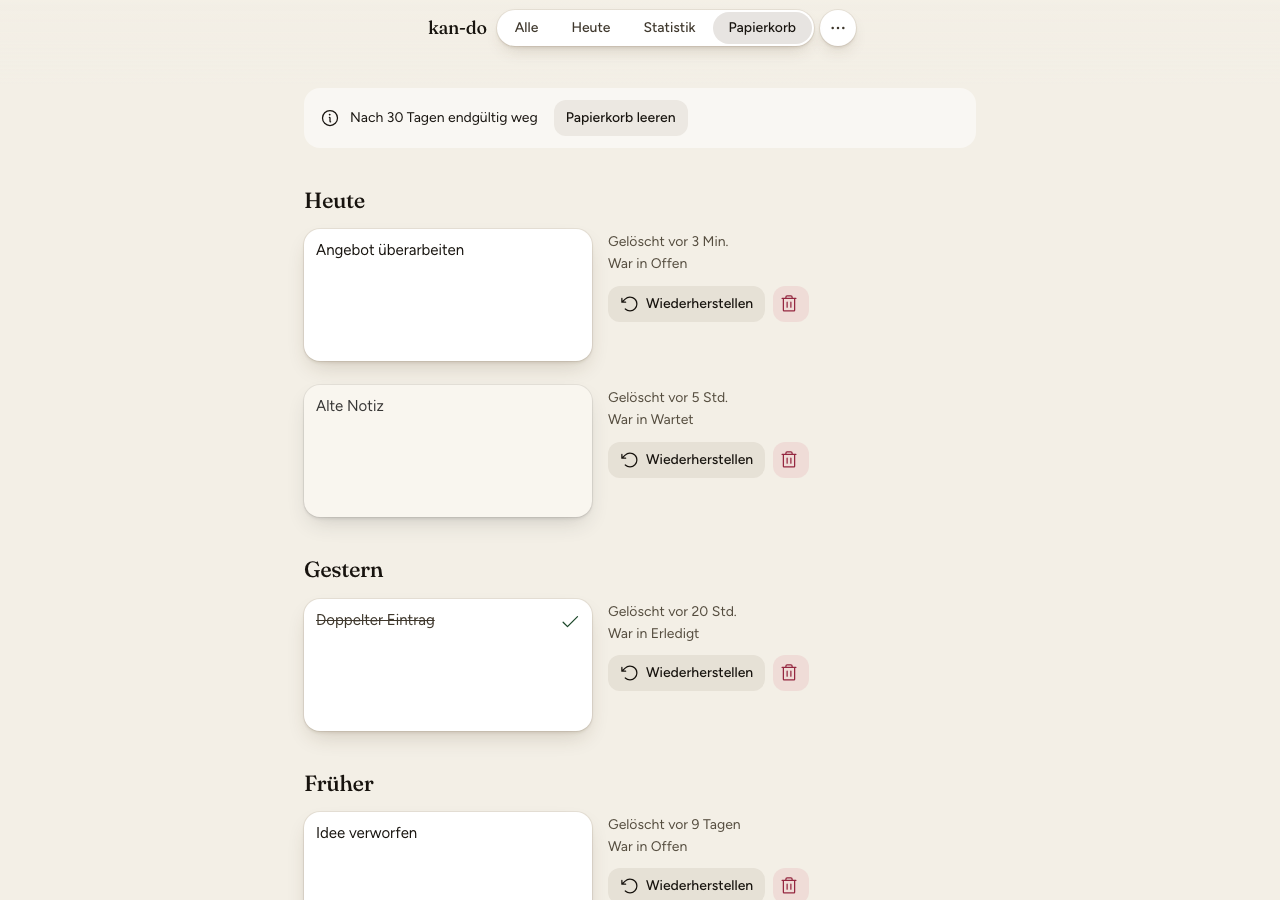 kan-do Alle Heute Statistik Papierkorb
Nach 30 Tagen endgültig weg Papierkorb leeren
Heute
Angebot überarbeiten
Gelöscht vor 3 Min.
War in Offen
Wiederherstellen
Alte Notiz
Gelöscht vor 5 Std.
War in Wartet
Wiederherstellen
Gestern
Doppelter Eintrag
Gelöscht vor 20 Std.
War in Erledigt
Wiederherstellen
Früher
Idee verworfen
Gelöscht vor 9 Tagen
War in Offen
Wiederherstellen